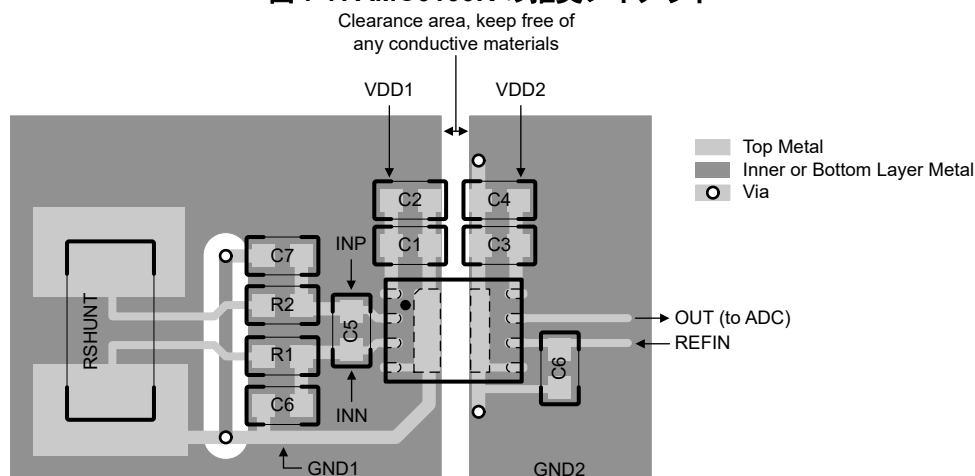 Clearance area, keep free of
any conductive materials
VDD1
VDD2
Top Metal
Inner or Bottom Layer Metal
Via
C2
C4
C1
C3
INP
C7
R2
C5
RSHUNT
R1
C6
INN
GND1
OUT (to ADC)
REFIN
C6
GND2